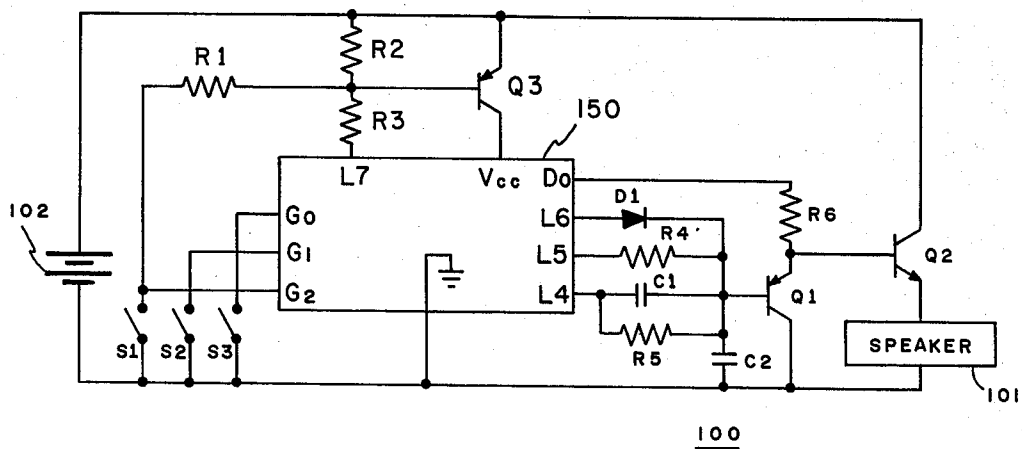 R1
R2
Q3
R3
150
L7
Vcc
Do
D1
R6
102
Go
L6
R4
G1
L5
Q2
G2
L4
C1
Q1
S1
S2
S3
R5
C2
SPEAKER
101
100